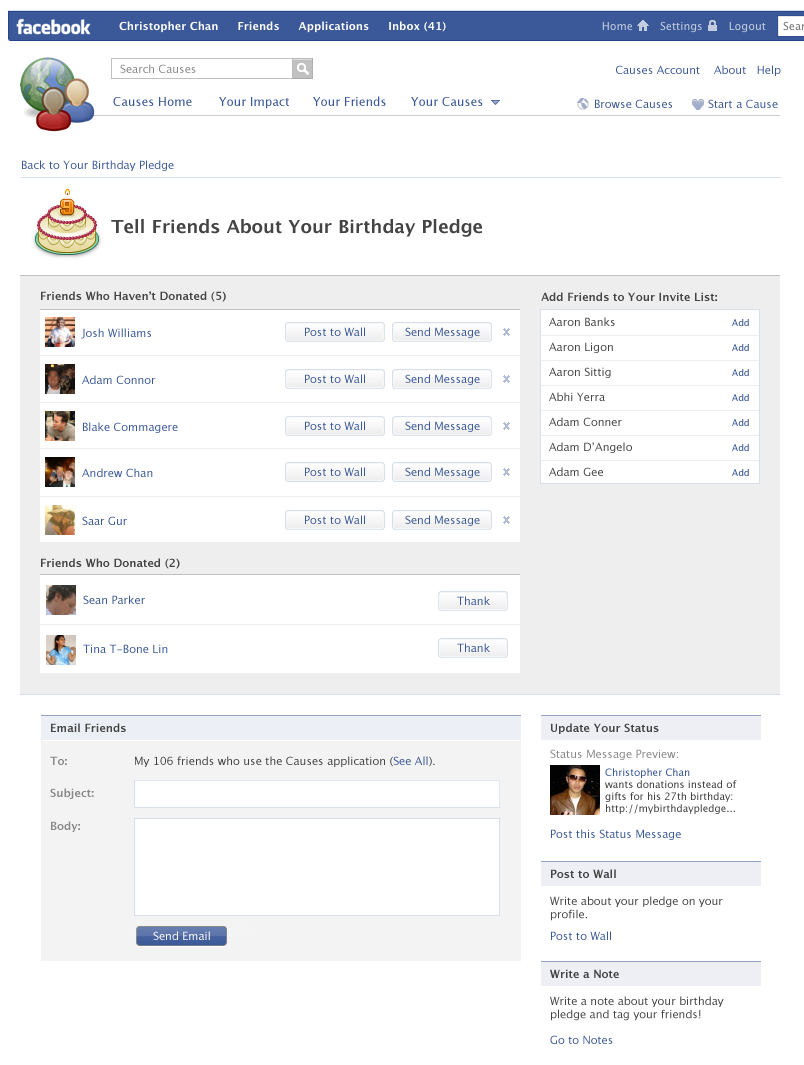 facebook Christopher Chan Friends Applications Inbox (41) Home Settings Logout Sear
Search Causes
Causes Account About Help
Causes Home Your Impact Your Friends Your Causes
Browse Causes Start a Cause
Back to Your Birthday Pledge
9
Tell Friends About Your Birthday Pledge
Friends Who Haven't Donated (5)
Josh Williams Post to Wall Send Message x
Adam Connor Post to Wall Send Message x
Blake Commagere Post to Wall Send Message x
Andrew Chan Post to Wall Send Message x
Saar Gur Post to Wall Send Message x
Friends Who Donated (2)
Sean Parker Thank
Tina T-Bone Lin Thank
Add Friends to Your Invite List:
Aaron Banks Add
Aaron Ligon Add
Aaron Sittig Add
Abhi Yerra Add
Adam Conner Add
Adam D'Angelo Add
Adam Gee Add
Email Friends
To: My 106 friends who use the Causes application (See All).
Subject:
Body:
Send Email
Update Your Status
Status Message Preview:
Christopher Chan
wants donations instead of
gifts for his 27th birthday:
http://mybirthdaypledge...
Post this Status Message
Post to Wall
Write about your pledge on your
profile.
Post to Wall
Write a Note
Write a note about your birthday
pledge and tag your friends!
Go to Notes